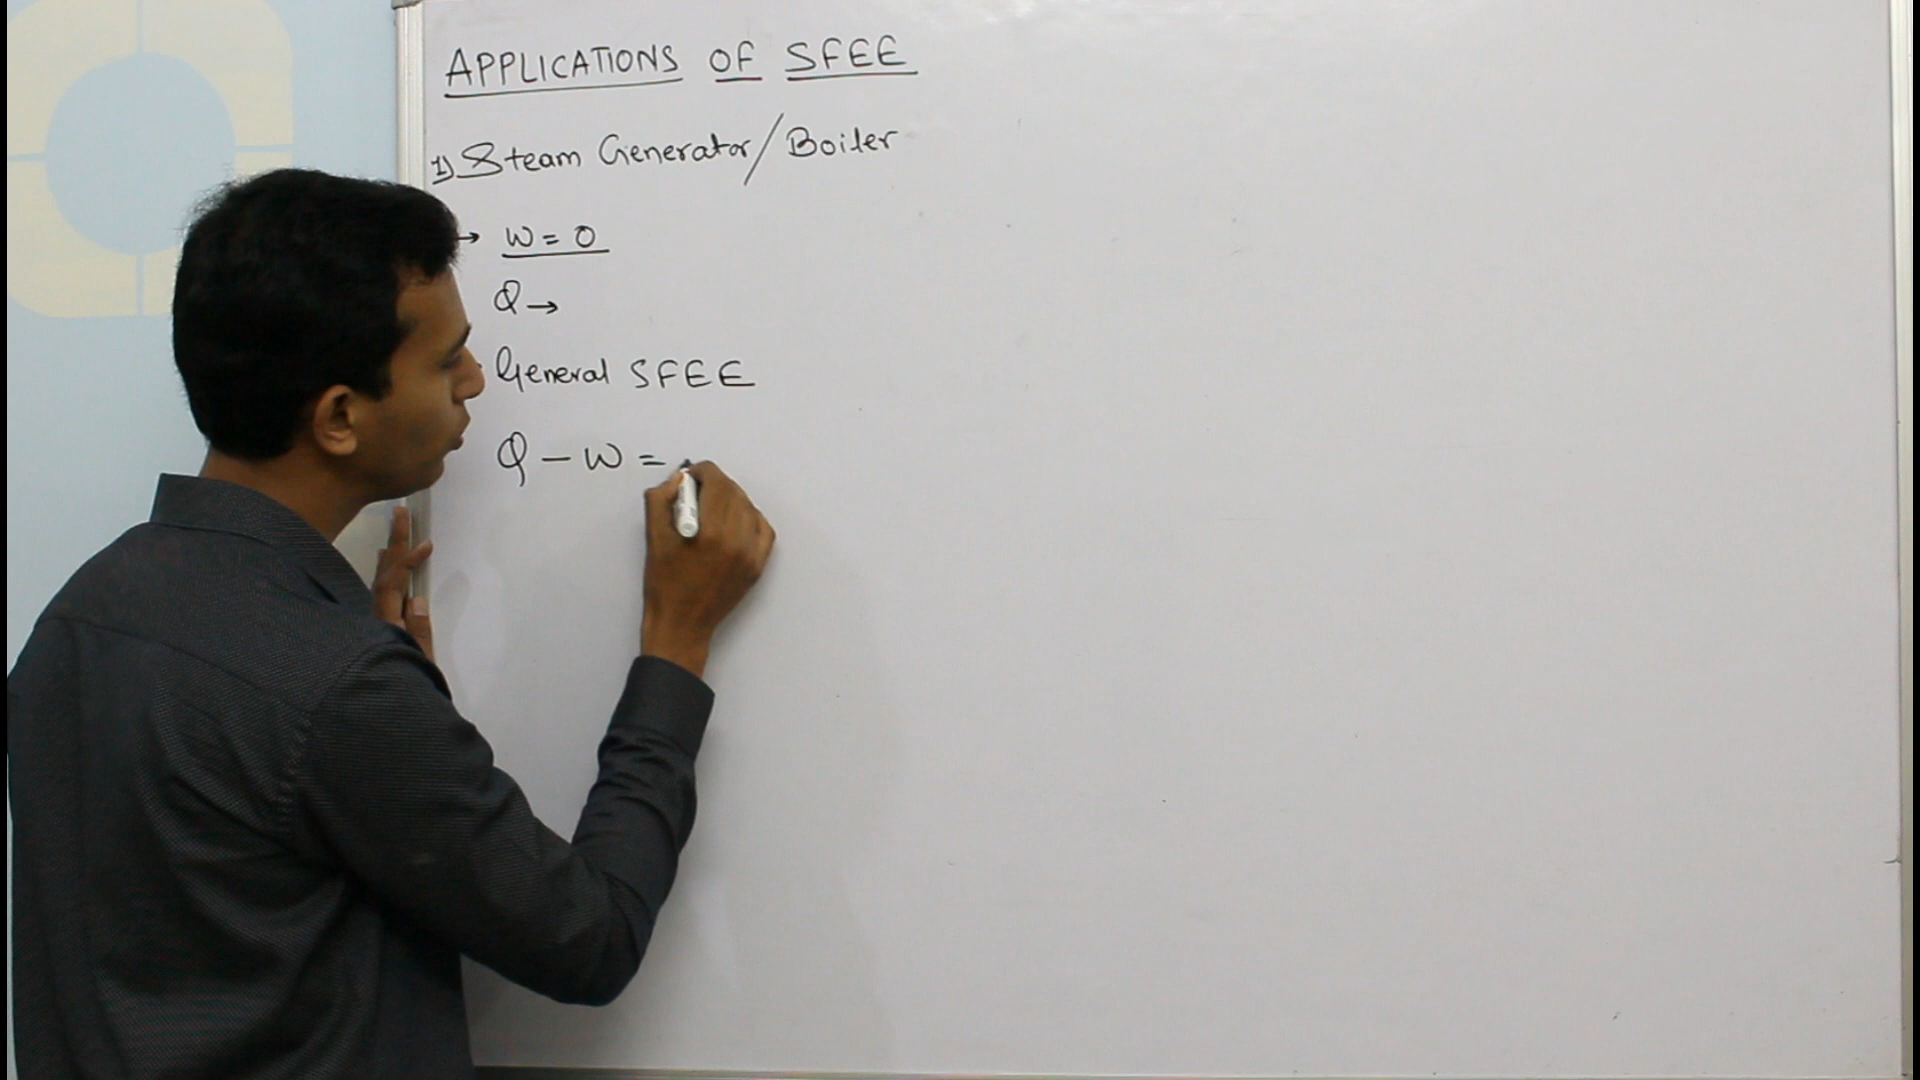 APPLICATIONS OF SFEE
1) Steam Generator/Boiler
→ W = 0
Q →
General SFEE
Q - W =